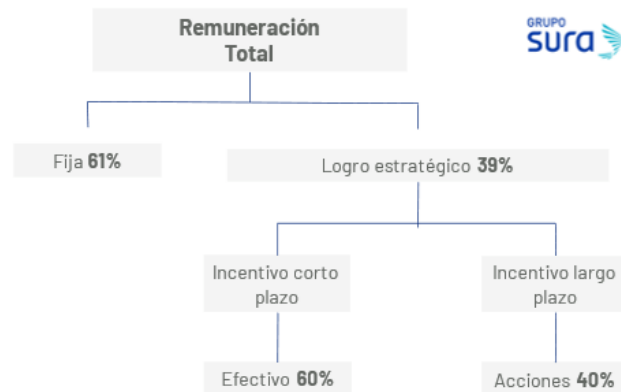 Remuneración
Total
GRUPO
sura
Fija 61%
Logro estratégico 39%
Incentivo corto
plazo
Incentivo largo
plazo
Efectivo 60%
Acciones 40%